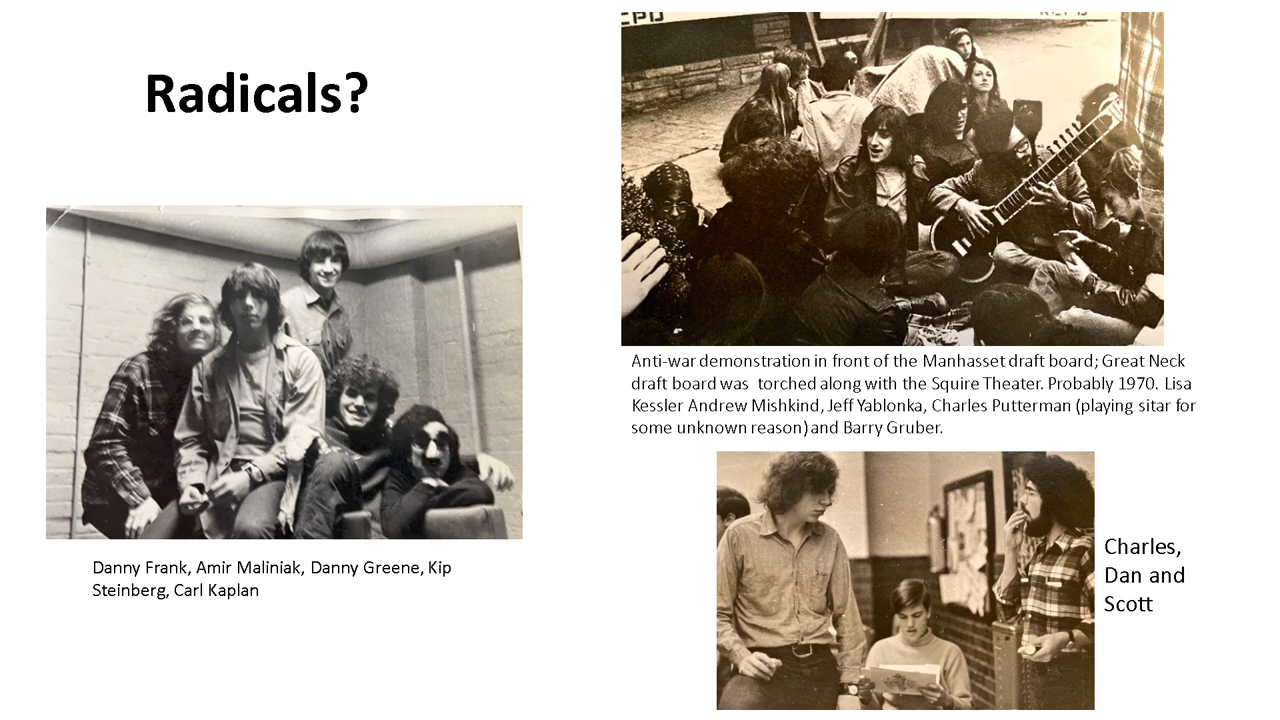 Radicals?
Anti-war demonstration in front of the Manhasset draft board; Great Neck
draft board was  torched along with the Squire Theater. Probably 1970. Lisa
Kessler Andrew Mishkind, Jeff Yablonka, Charles Putterman (playing sitar for
some unknown reason) and Barry Gruber.
Danny Frank, Amir Maliniak, Danny Greene, Kip
Steinberg, Carl Kaplan
Charles,
Dan and
Scott